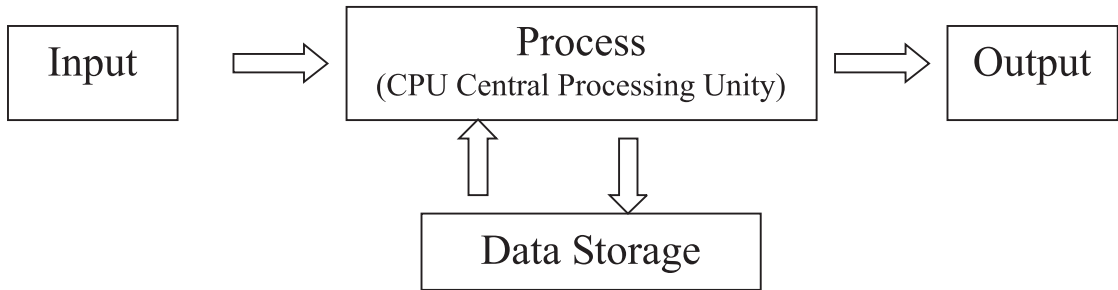 Input
Process
(CPU Central Processing Unity)
Output
Data Storage